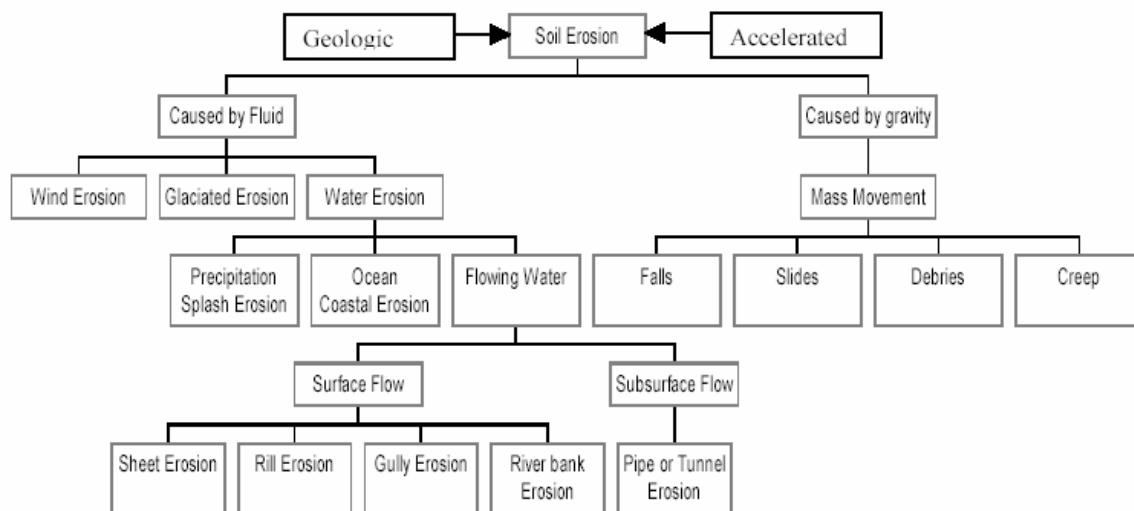 Geologic
Soil Erosion
Accelerated
Caused by Fluid
Caused by gravity
Wind Erosion
Glaciated Erosion
Water Erosion
Mass Movement
Precipitation
Splash Erosion
Ocean
Coastal Erosion
Flowing Water
Falls
Slides
Debries
Creep
Surface Flow
Subsurface Flow
Sheet Erosion
Rill Erosion
Gully Erosion
River bank
Erosion
Pipe or Tunnel
Erosion